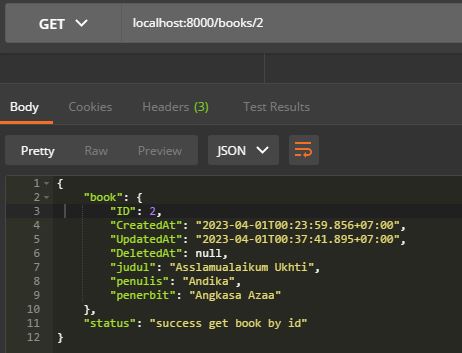 GET localhost:8000/books/2
Body Cookies Headers (3) Test Results
Pretty Raw Preview JSON
1 {
2 "book": {
3 "ID": 2,
4 "CreatedAt": "2023-04-01T00:23:59.856+07:00",
5 "UpdatedAt": "2023-04-01T00:37:41.895+07:00",
6 "DeletedAt": null,
7 "judul": "Asslamualaikum Ukhti",
8 "penulis": "Andika",
9 "penerbit": "Angkasa Azaa"
10 },
11 "status": "success get book by id"
12 }